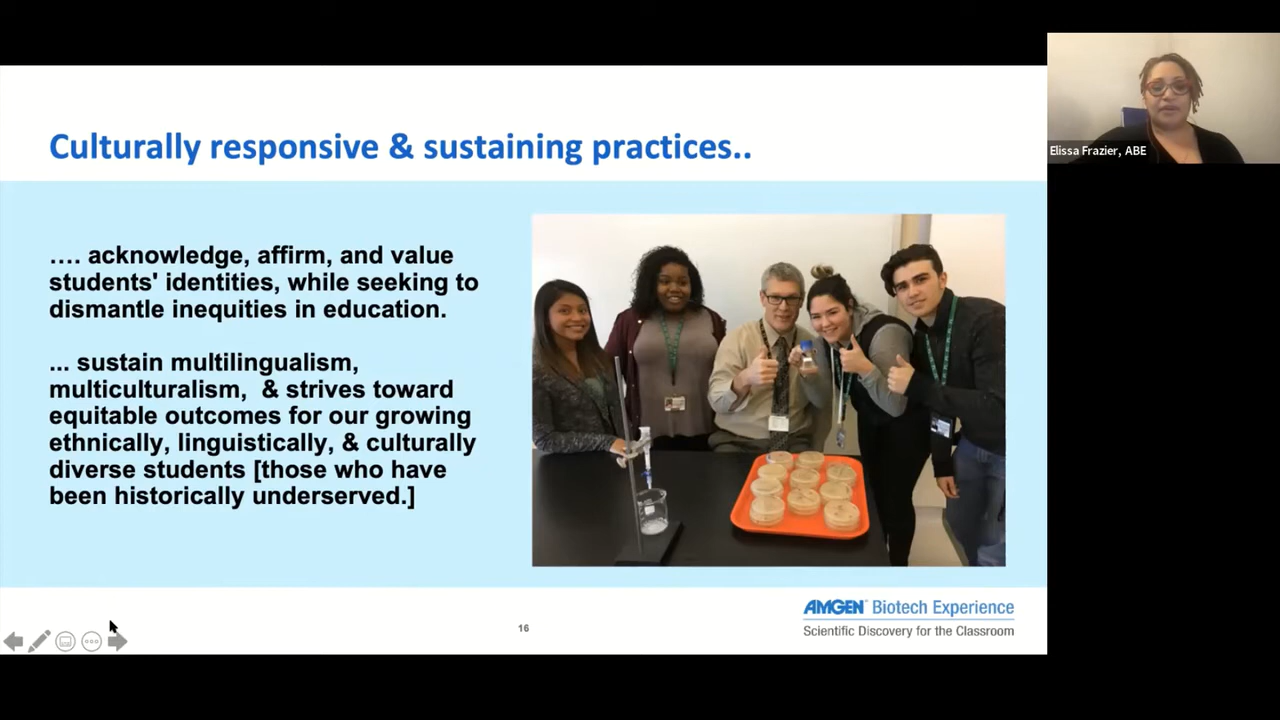 Culturally responsive & sustaining practices..
…. acknowledge, affirm, and value
students' identities, while seeking to
dismantle inequities in education.
... sustain multilingualism,
multiculturalism,  & strives toward
equitable outcomes for our growing
ethnically, linguistically, & culturally
diverse students [those who have
been historically underserved.]
Elissa Frazier, ABE
16
AMGEN Biotech Experience
Scientific Discovery for the Classroom